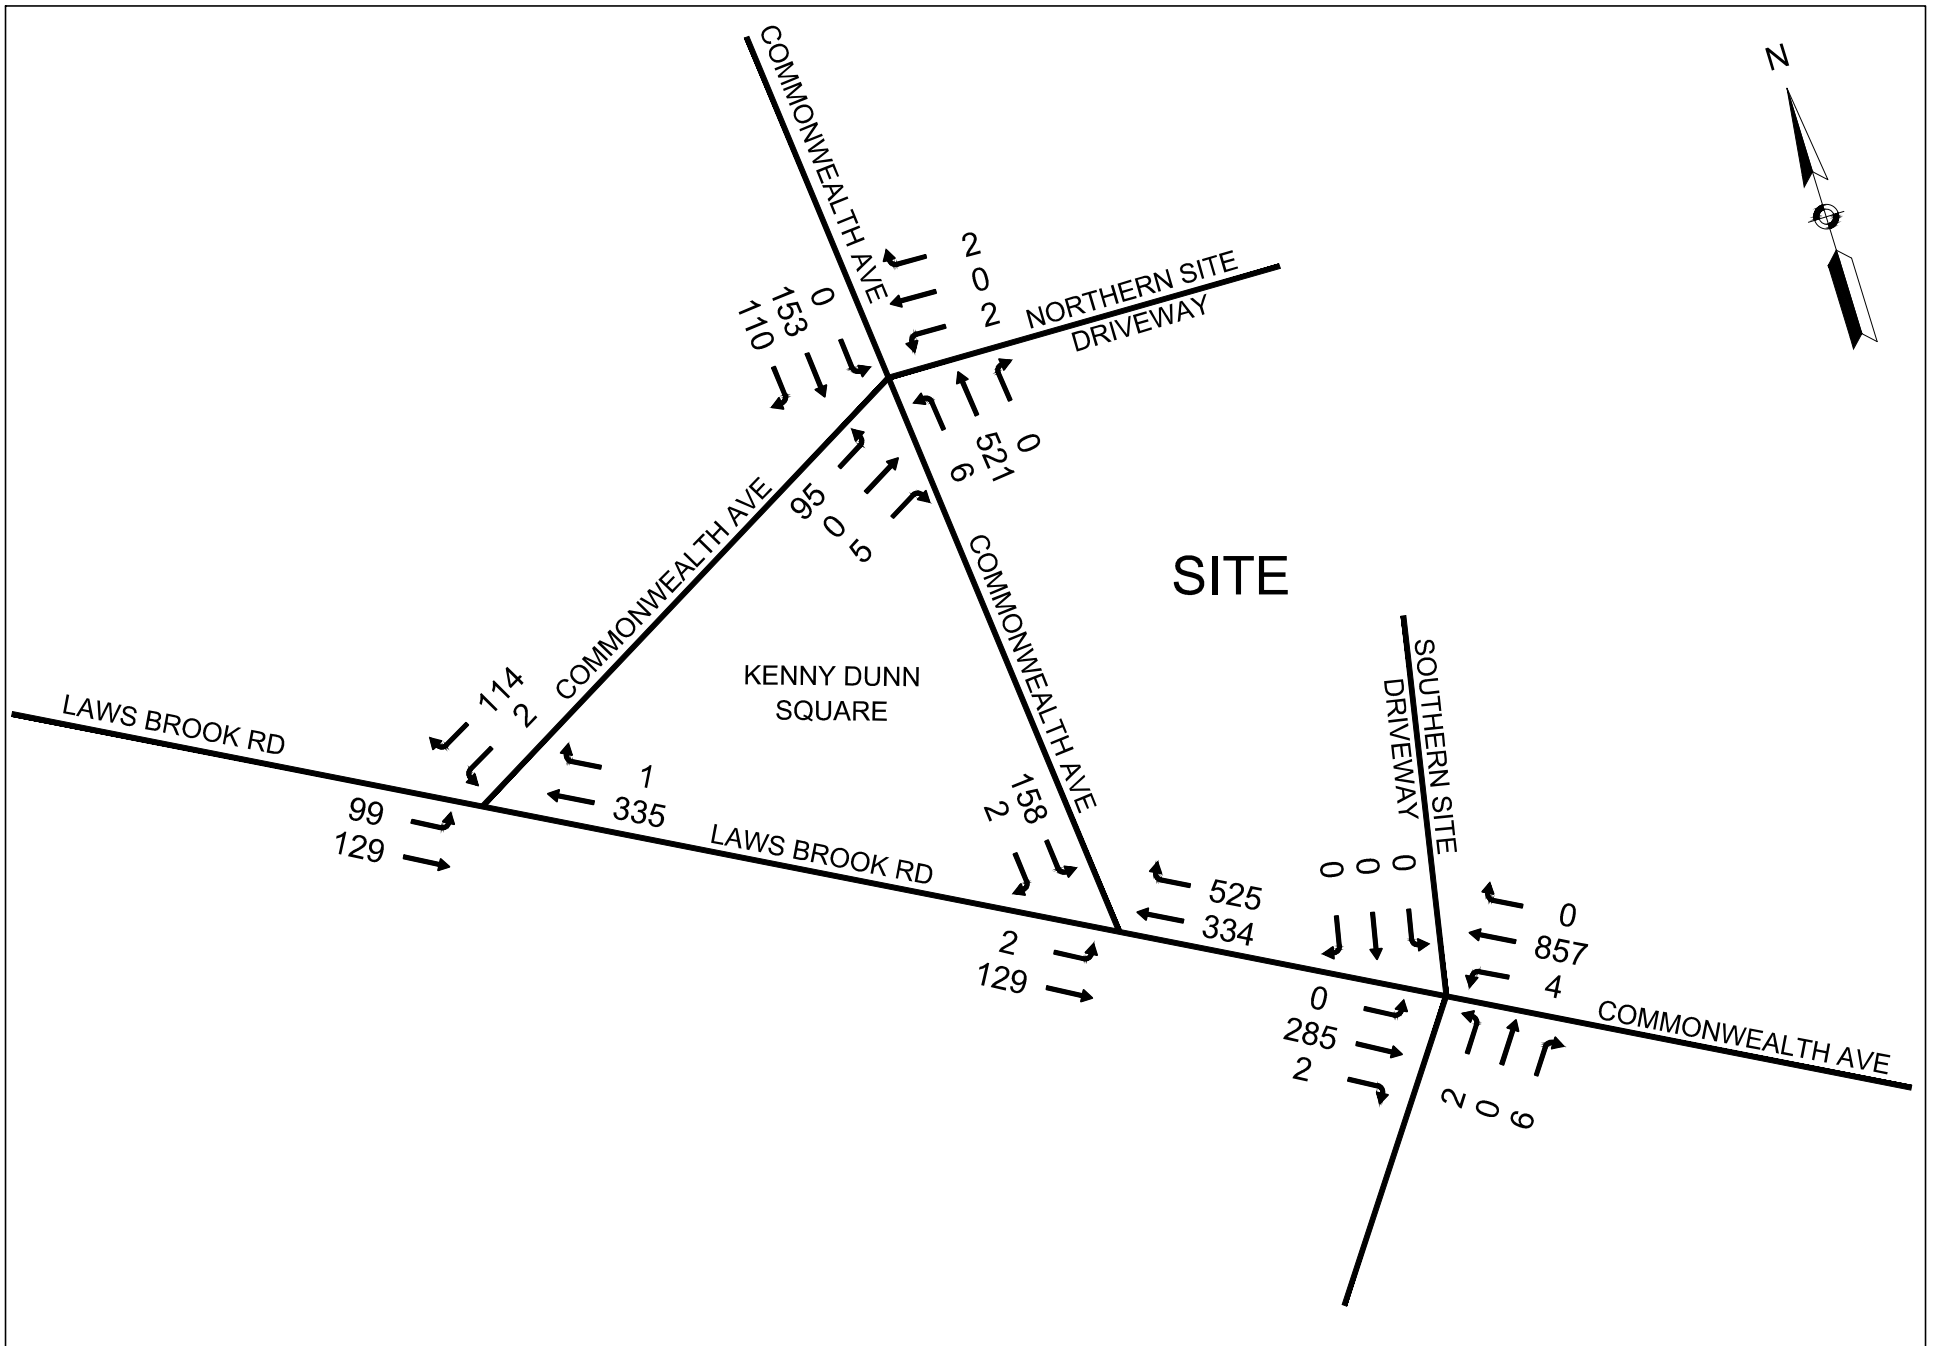 COMMONWEALTH AVE
N
2
0
2
NORTHERN SITE
DRIVEWAY
110
153
0
6
521
0
95
0
5
COMMONWEALTH AVE
COMMONWEALTH AVE
SITE
KENNY DUNN
SQUARE
SOUTHERN SITE
DRIVEWAY
LAWS BROOK RD
114
2
1
335
99
129
LAWS BROOK RD
2
158
525
334
2
129
0
0
0
0
857
4
0
285
2
2
0
6
COMMONWEALTH AVE